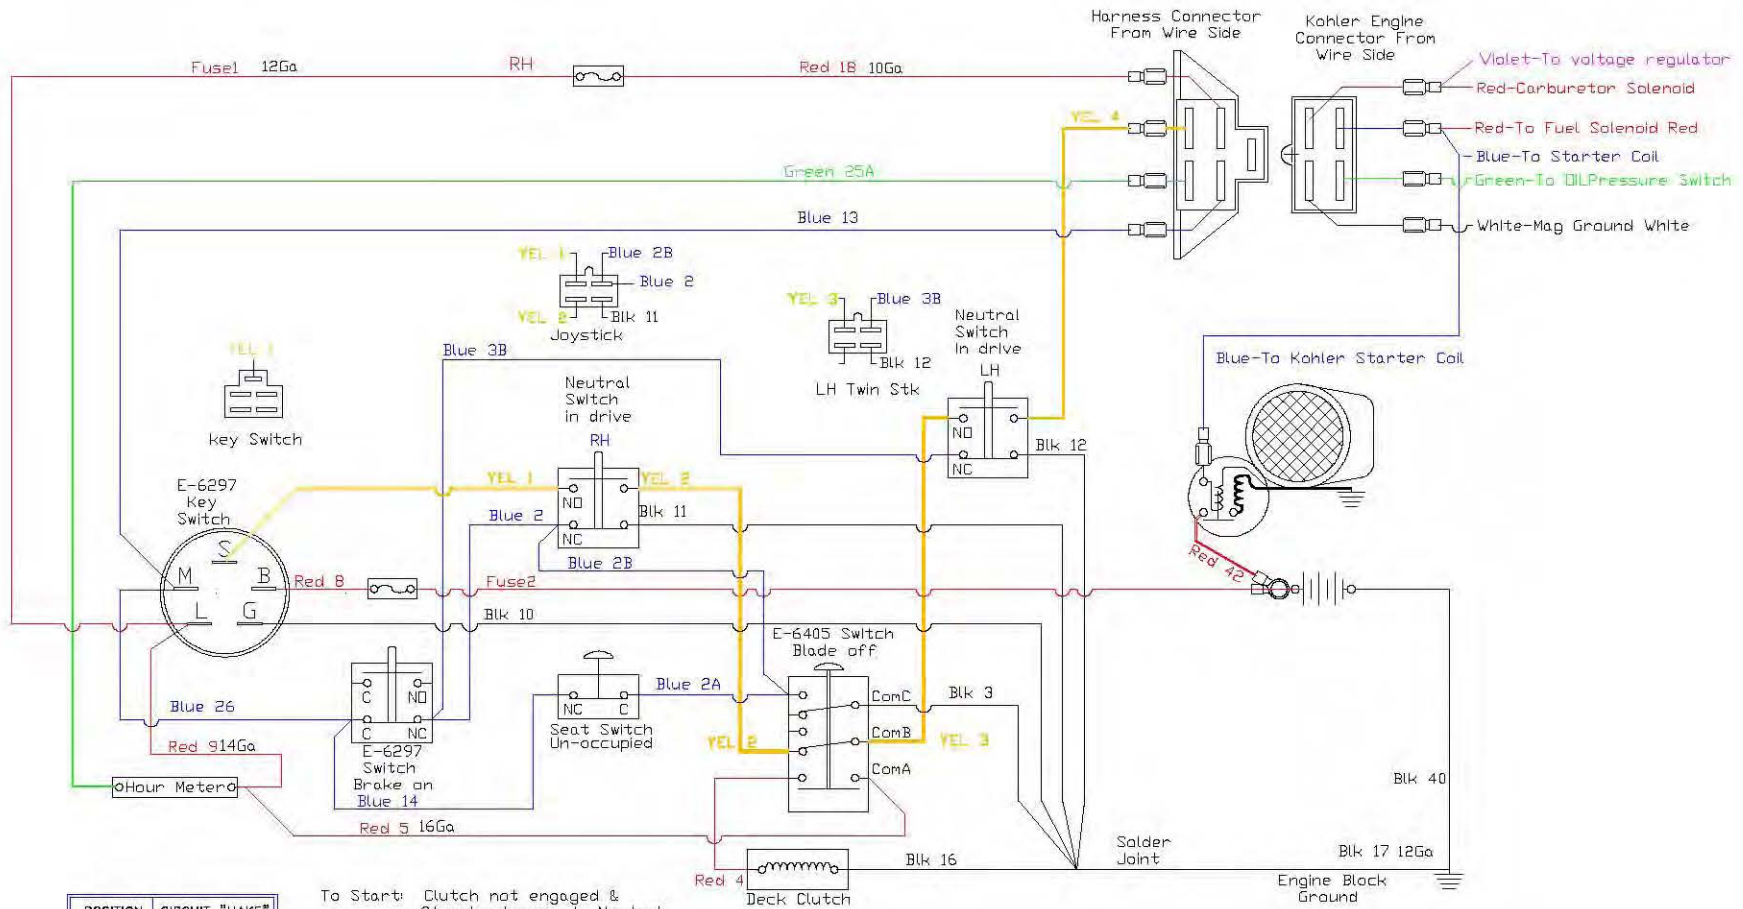 Harness Connector
From Wire Side
Kohler Engine
Connector From
Wire Side
Fuse1 12Ga
RH
Red 18 10Ga
Violet-To voltage regulator
Red-Carburetor Solenoid
YEL 4
Red-To Fuel Solenoid Red
Blue-To Starter Coil
Green 25A
Green-To OILPressure Switch
Blue 13
White-Mag Ground White
YEL 1
Blue 2B
Blue 2
YEL 2
Blk 11
Joystick
YEL 3
Blue 3B
Blk 12
LH Twin Stk
Neutral
Switch
in drive
LH
NO
NC
Blk 12
Blue-To Kohler Starter Coil
YEL 1
key Switch
Blue 3B
Neutral
Switch
in drive
RH
NO
NC
E-6297
Key
Switch
S
M
B
L
G
YEL 1
YEL 2
Blue 2
Blk 11
Blue 2B
Red 8
Fuse2
Blk 10
Red 42
E-6405 Switch
Blade off
ComC
ComB
ComA
Blk 3
Blue 26
C
NO
C
NC
E-6297
Switch
Brake on
Blue 2A
NC
C
Seat Switch
Un-occupied
YEL 2
YEL 3
Red 9 14Ga
Hour Meter
Blue 14
Red 5 16Ga
Blk 40
Red 4
Deck Clutch
Blk 16
Solder
Joint
Blk 17 12Ga
Engine Block
Ground
To Start: Clutch not engaged &
POSITION CIRCUIT "MAKE"